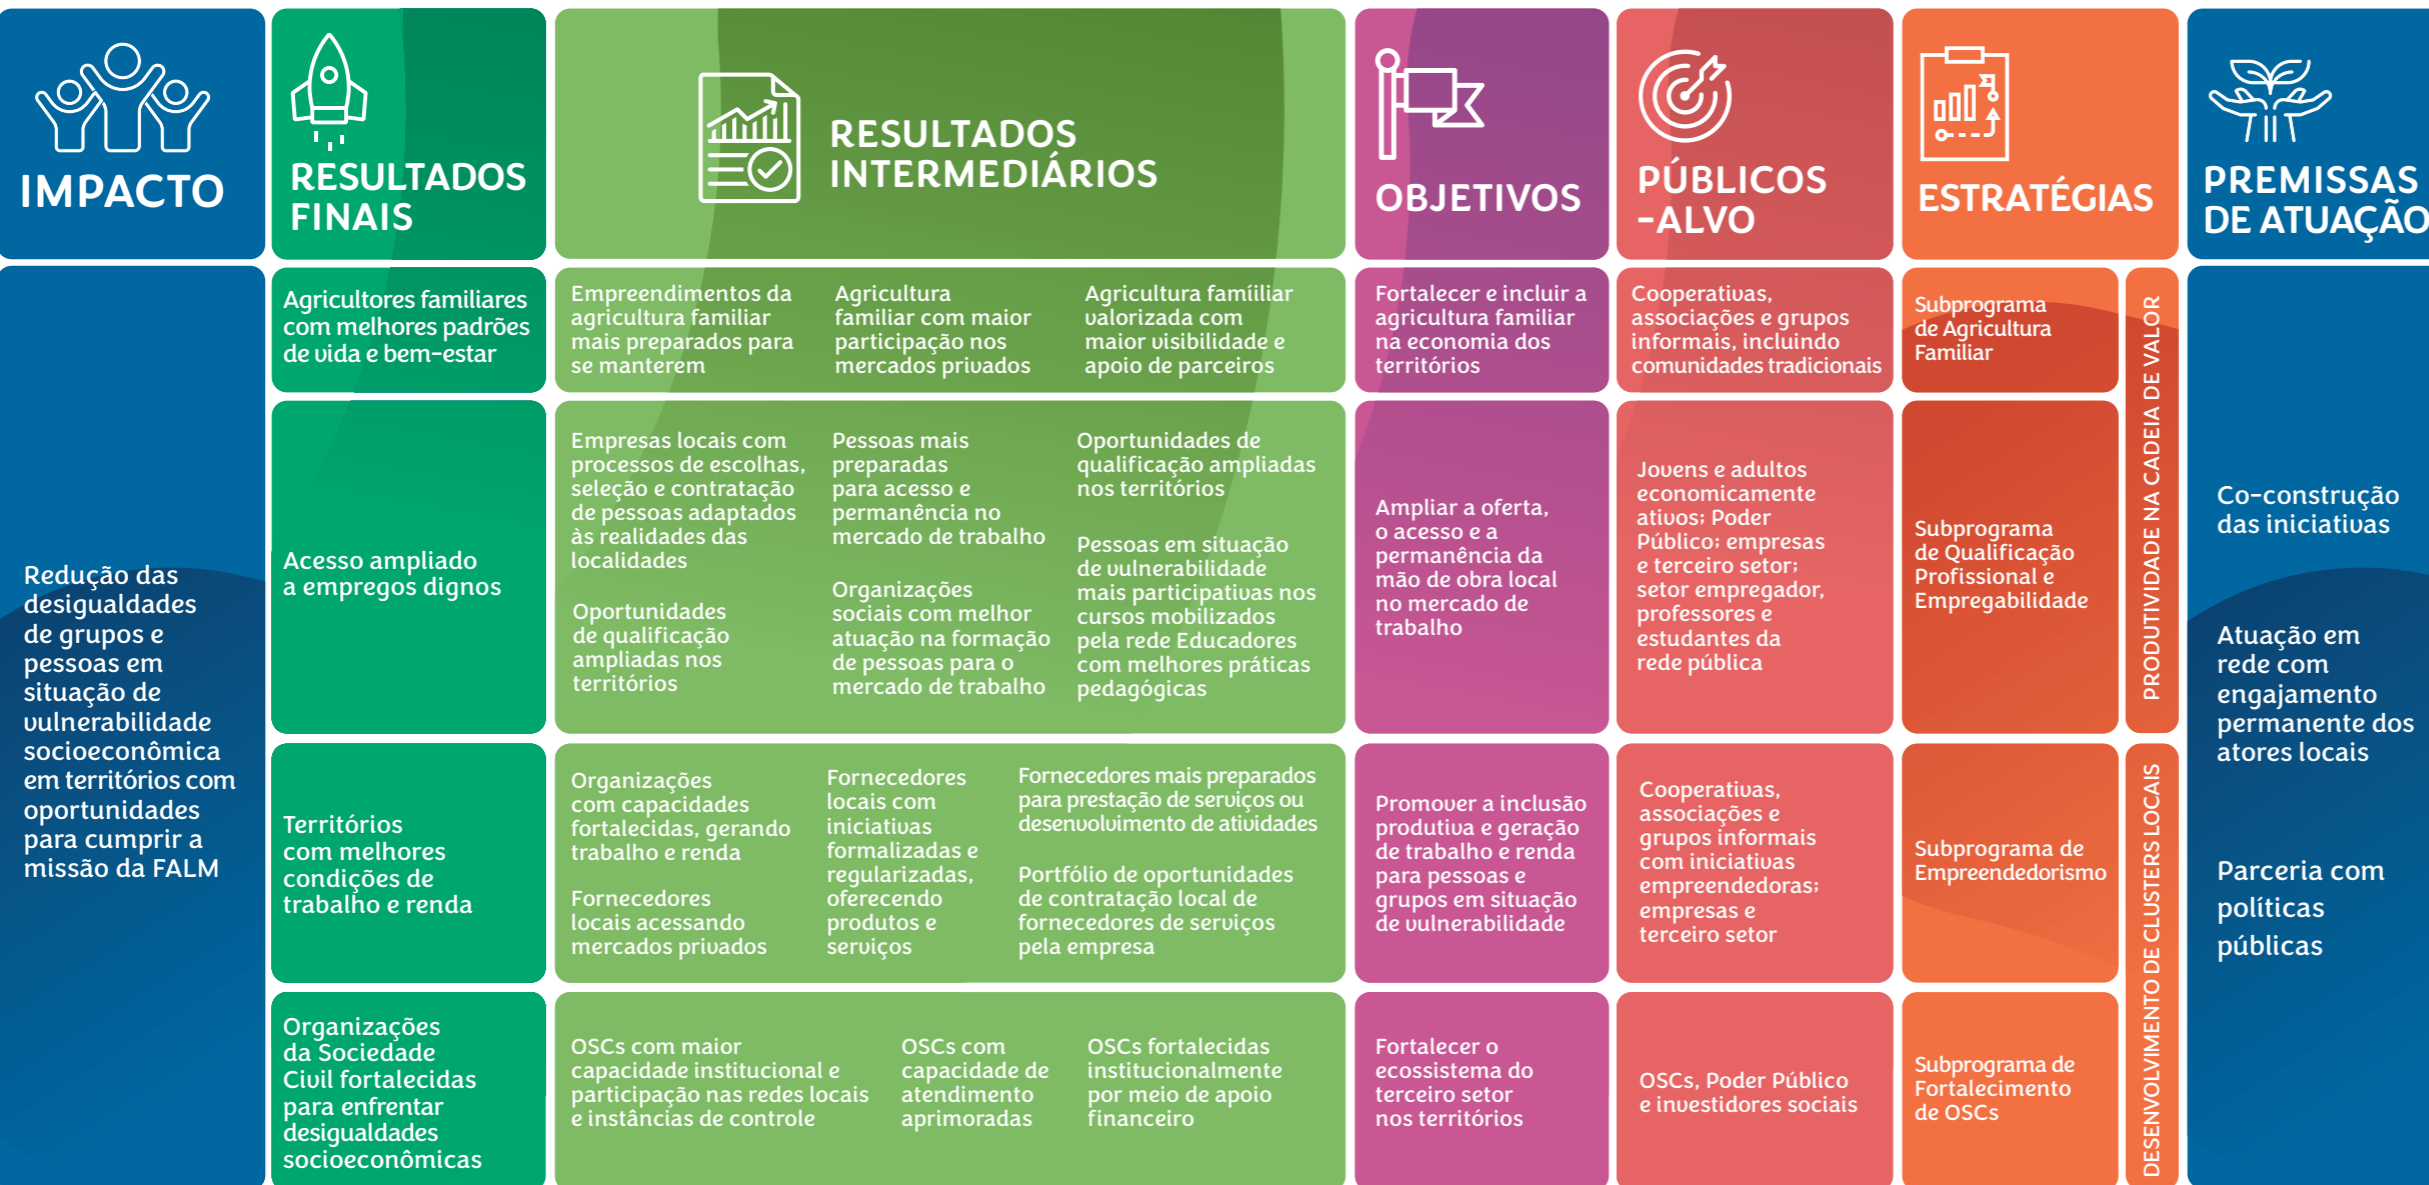 IMPACTO
RESULTADOS
FINAIS
RESULTADOS
INTERMEDIÁRIOS
OBJETIVOS
PÚBLICOS
-ALVO
ESTRATÉGIAS
PREMISSAS
DE ATUAÇÃO
Redução das
desigualdades
de grupos e
pessoas em
situação de
vulnerabilidade
socioeconômica
em territórios com
oportunidades
para cumprir a
missão da FALM
Agricultores familiares
com melhores padrões
de vida e bem-estar
Empreendimentos da
agricultura familiar
mais preparados para
se manterem
Agricultura
familiar com maior
participação nos
mercados privados
Agricultura famíiliar
valorizada com
maior visibilidade e
apoio de parceiros
Fortalecer e incluir a
agricultura familiar
na economia dos
territórios
Cooperativas,
associações e grupos
informais, incluindo
comunidades tradicionais
Subprograma
de Agricultura
Familiar
Acesso ampliado
a empregos dignos
Empresas locais com
processos de escolhas,
seleção e contratação
de pessoas adaptados
às realidades das
localidades
Oportunidades
de qualificação
ampliadas nos
territórios
Pessoas mais
preparadas
para acesso e
permanência no
mercado de trabalho
Organizações
sociais com melhor
atuação na formação
de pessoas para o
mercado de trabalho
Oportunidades de
qualificação ampliadas
nos territórios
Pessoas em situação
de vulnerabilidade
mais participativas nos
cursos mobilizados
pela rede Educadores
com melhores práticas
pedagógicas
Ampliar a oferta,
o acesso e a
permanência da
mão de obra local
no mercado de
trabalho
Jovens e adultos
economicamente
ativos; Poder
Público; empresas
e terceiro setor;
setor empregador,
professores e
estudantes da
rede pública
Subprograma
de Qualificação
Profissional e
Empregabilidade
PRODUTIVIDADE NA CADEIA DE VALOR
Territórios
com melhores
condições de
trabalho e renda
Organizações
com capacidades
fortalecidas, gerando
trabalho e renda
Fornecedores
locais acessando
mercados privados
Fornecedores
locais com
iniciativas
formalizadas e
regularizadas,
oferecendo
produtos e
serviços
Fornecedores mais preparados
para prestação de serviços ou
desenvolvimento de atividades
Portfólio de oportunidades
de contratação local de
fornecedores de serviços
pela empresa
Promover a inclusão
produtiva e geração
de trabalho e renda
para pessoas e
grupos em situação
de vulnerabilidade
Cooperativas,
associações e
grupos informais
com iniciativas
empreendedoras;
empresas e
terceiro setor
Subprograma de
Empreendedorismo
Organizações
da Sociedade
Civil fortalecidas
para enfrentar
desigualdades
socioeconômicas
OSCs com maior
capacidade institucional e
participação nas redes locais
e instâncias de controle
OSCs com
capacidade de
atendimento
aprimoradas
OSCs fortalecidas
institucionalmente
por meio de apoio
financeiro
Fortalecer o
ecossistema do
terceiro setor
nos territórios
OSCs, Poder Público
e investidores sociais
Subprograma de
Fortalecimento
de OSCs
DESENVOLVIMENTO DE CLUSTERS LOCAIS
Co-construção
das iniciativas
Atuação em
rede com
engajamento
permanente dos
atores locais
Parceria com
políticas
públicas